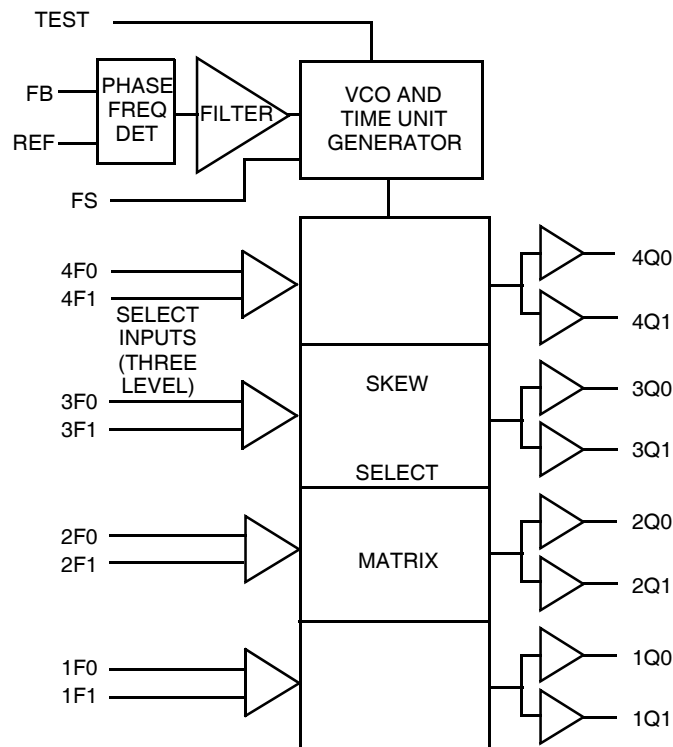 TEST
FB
REF
PHASE
FREQ
DET
FILTER
VCO AND
TIME UNIT
GENERATOR
FS
4F0
4F1
SELECT
INPUTS
(THREE
LEVEL)
3F0
3F1
2F0
2F1
1F0
1F1
SKEW
SELECT
MATRIX
4Q0
4Q1
3Q0
3Q1
2Q0
2Q1
1Q0
1Q1